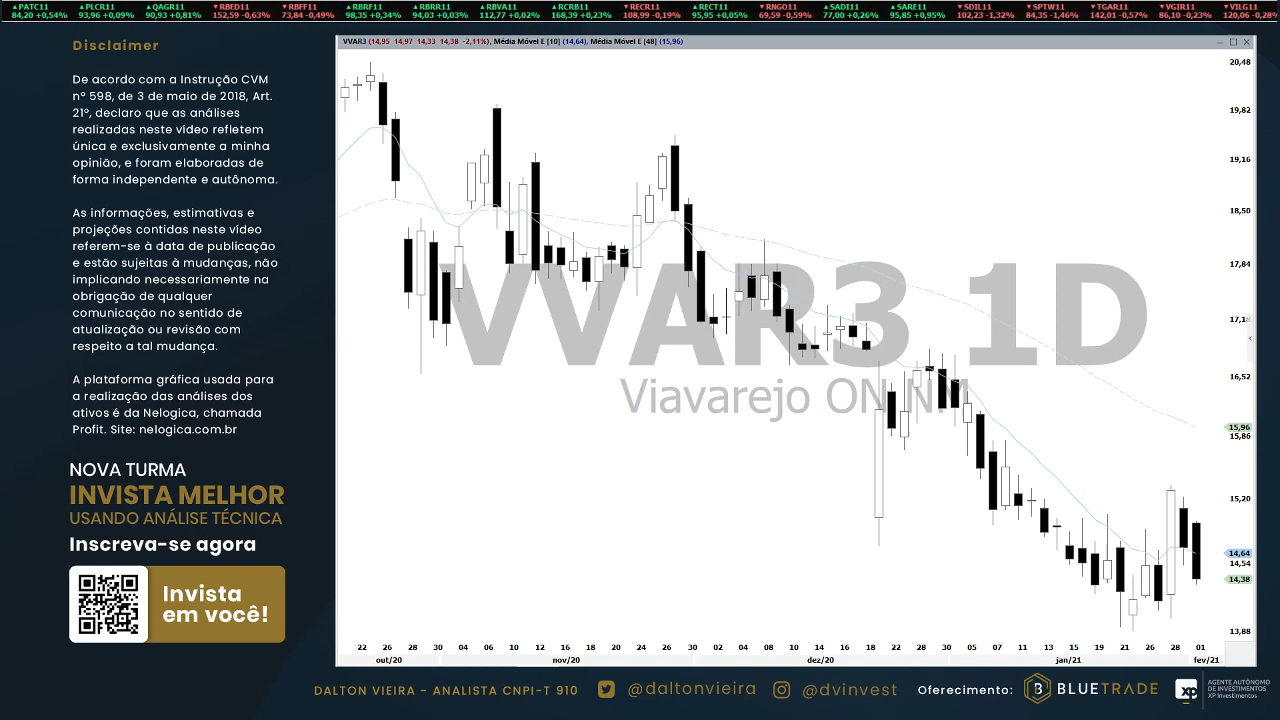 ▲PATC11 ▲PLCR11 ▲QAGR11 ▼RBED11 ▼RBFF11 ▲RBRF11 ▲RBRR11 ▲RBVA11 ▲RCRB11 ▼RECR11 ▲RECT11 ▼RNGO11 ▲SADI11 ▲SARE11 ▼SDIL11 ▼SPTW11 ▼TGAR11 ▼VGIR11 ▼VILG11
84,20 +0,54% 93,96 +0,09% 90,93 +0,81% 152,59 -0,63% 73,84 -0,49% 98,35 +0,34% 94,03 +0,03% 112,77 +0,02% 168,39 +0,23% 108,99 -0,19% 95,95 +0,05% 69,59 -0,59% 77,00 +0,26% 95,85 +0,95% 102,23 -1,32% 84,35 -1,46% 142,01 -0,57% 86,10 -0,23% 120,06 -0,28%
Disclaimer
De acordo com a Instrução CVM
nº 598, de 3 de maio de 2018, Art.
21º, declaro que as análises
realizadas neste vídeo refletem
única e exclusivamente a minha
opinião, e foram elaboradas de
forma independente e autônoma.
As informações, estimativas e
projeções contidas neste vídeo
referem-se à data de publicação
e estão sujeitas à mudanças, não
implicando necessariamente na
obrigação de qualquer
comunicação no sentido de
atualização ou revisão com
respeito a tal mudança.
A plataforma gráfica usada para
a realização das análises dos
ativos é da Nelogica, chamada
Profit. Site: nelogica.com.br
NOVA TURMA
INVISTA MELHOR
USANDO ANÁLISE TÉCNICA
Inscreva-se agora
Invista
em você!
VVAR3 (14,95 14,97 14,33 14,38 -2,11%), Média Móvel E [10] (14,64), Média Móvel E [48] (15,96)
VVAR3 1D
Viavarejo ON NM
20,48
19,82
19,16
18,50
17,84
17,18
16,52
15,96
15,86
15,20
14,64
14,54
14,38
13,88
22 26 28 30 04 06 10 12 16 18 20 24 26 30 02 04 08 10 14 16 18 22 28 30 05 07 11 13 15 19 21 26 28 01
out/20 nov/20 dez/20 jan/21 fev/21
DALTON VIEIRA - ANALISTA CNPI-T 910 @daltonvieira @dvinvest Oferecimento: BLUETRADE xp AGENTE AUTÔNOMO
DE INVESTIMENTOS
XP Investimentos